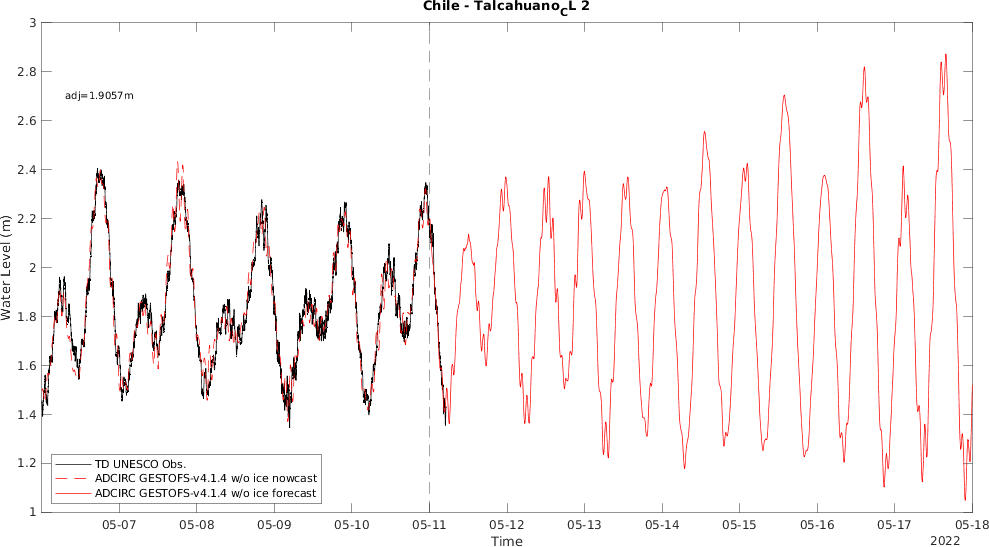 Chile - TalcahuanoCL 2
adj=1.9057m
Water Level (m)
3
2.8
2.6
2.4
2.2
2
1.8
1.6
1.4
1.2
1
TD UNESCO Obs.
ADCIRC GESTOFS-v4.1.4 w/o ice nowcast
ADCIRC GESTOFS-v4.1.4 w/o ice forecast
05-07 05-08 05-09 05-10 05-11 05-12 05-13 05-14 05-15 05-16 05-17 05-18
Time
2022